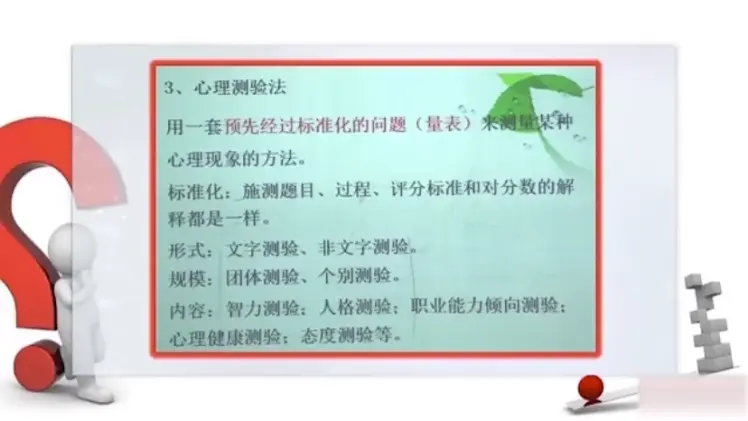 3、心理测验法
用一套预先经过标准化的问题（量表）来测量某种
心理现象的方法。
标准化：施测题目、过程、评分标准和对分数的解
释都是一样。
形式：文字测验、非文字测验。
规模：团体测验、个别测验。
内容：智力测验；人格测验；职业能力倾向测验；
心理健康测验；态度测验等。